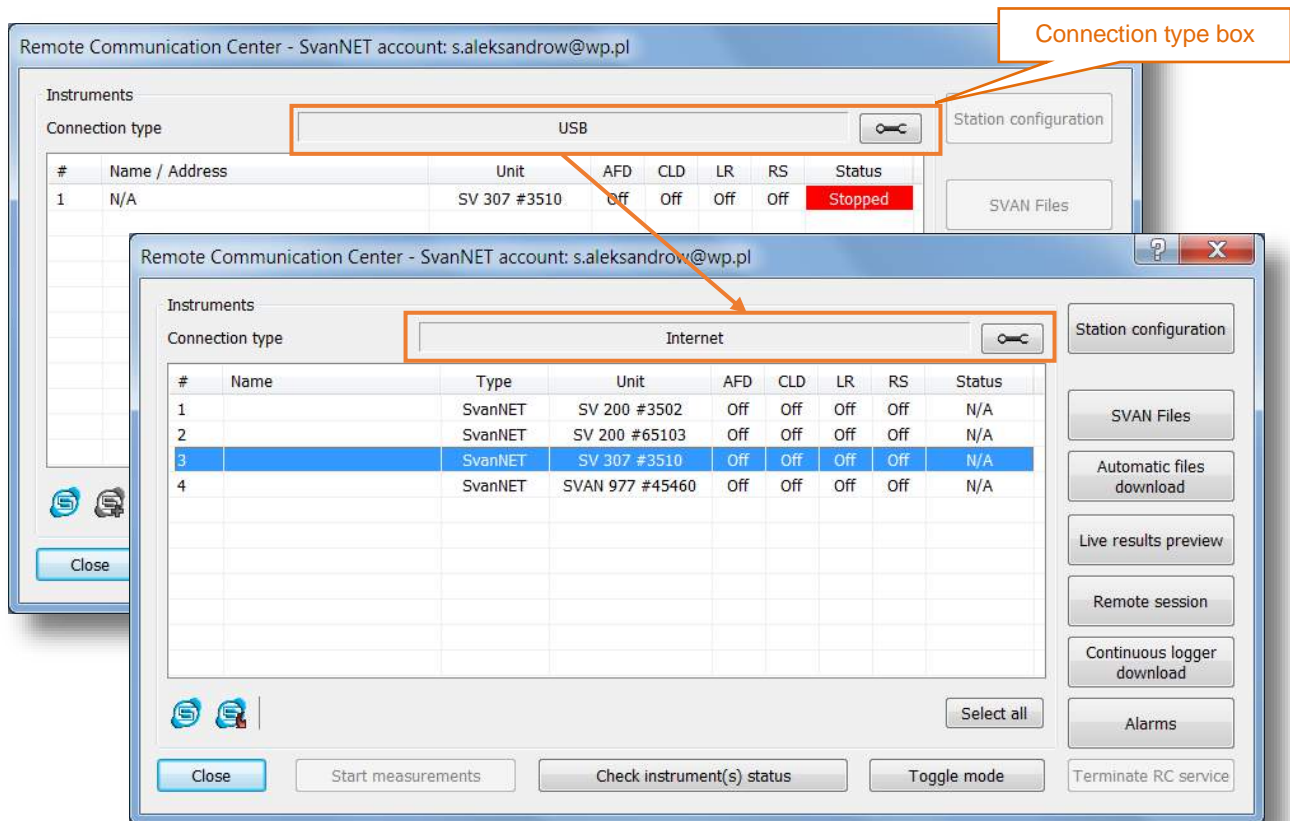 Connection type box
Remote Communication Center - SvanNET account: s.aleksandrow@wp.pl
Instruments
Connection type USB Station configuration
# Name / Address Unit AFD CLD LR RS Status
1 N/A SV 307 #3510 Off Off Off Off Stopped
SVAN Files
Close
Remote Communication Center - SvanNET account: s.aleksandrow@wp.pl
Instruments
Connection type Internet Station configuration
# Name Type Unit AFD CLD LR RS Status
1 SvanNET SV 200 #3502 Off Off Off Off N/A
2 SvanNET SV 200 #65103 Off Off Off Off N/A
3 SvanNET SV 307 #3510 Off Off Off Off N/A
4 SvanNET SVAN 977 #45460 Off Off Off Off N/A
SVAN Files
Automatic files
download
Live results preview
Remote session
Continuous logger
download
Select all
Alarms
Close Start measurements Check instrument(s) status Toggle mode Terminate RC service